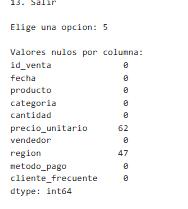 13. Salir
Elige una opcion: 5
Valores nulos por columna:
id_venta 0
fecha 0
producto 0
categoria 0
cantidad 0
precio_unitario 62
vendedor 0
region 47
metodo_pago 0
cliente_frecuente 0
dtype: int64